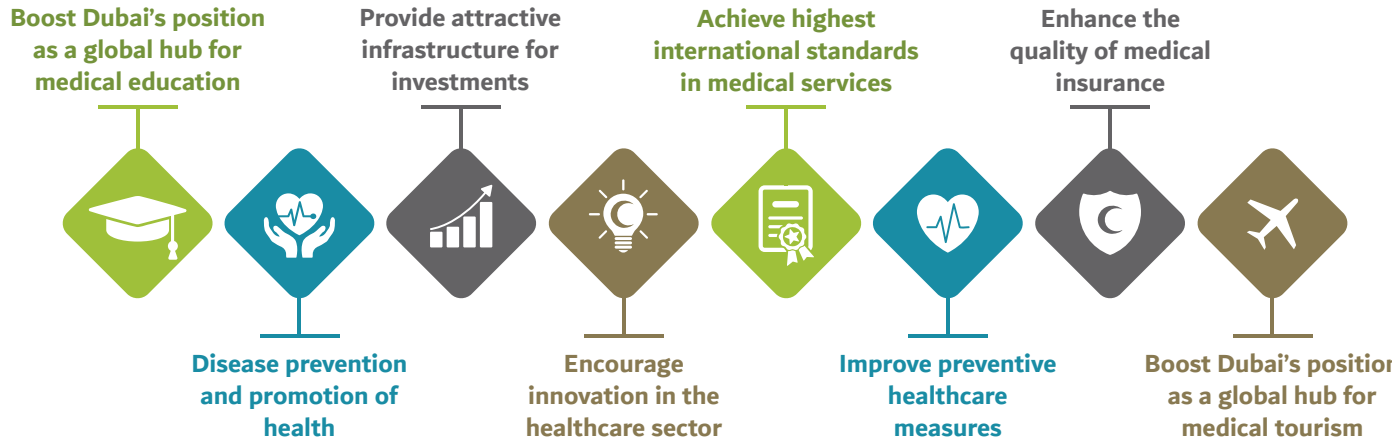 Boost Dubai's position
as a global hub for
medical education
Disease prevention
and promotion of
health
Provide attractive
infrastructure for
investments
Encourage
innovation in the
healthcare sector
Achieve highest
international standards
in medical services
Improve preventive
healthcare
measures
Enhance the
quality of medical
insurance
Boost Dubai's position
as a global hub for
medical tourism